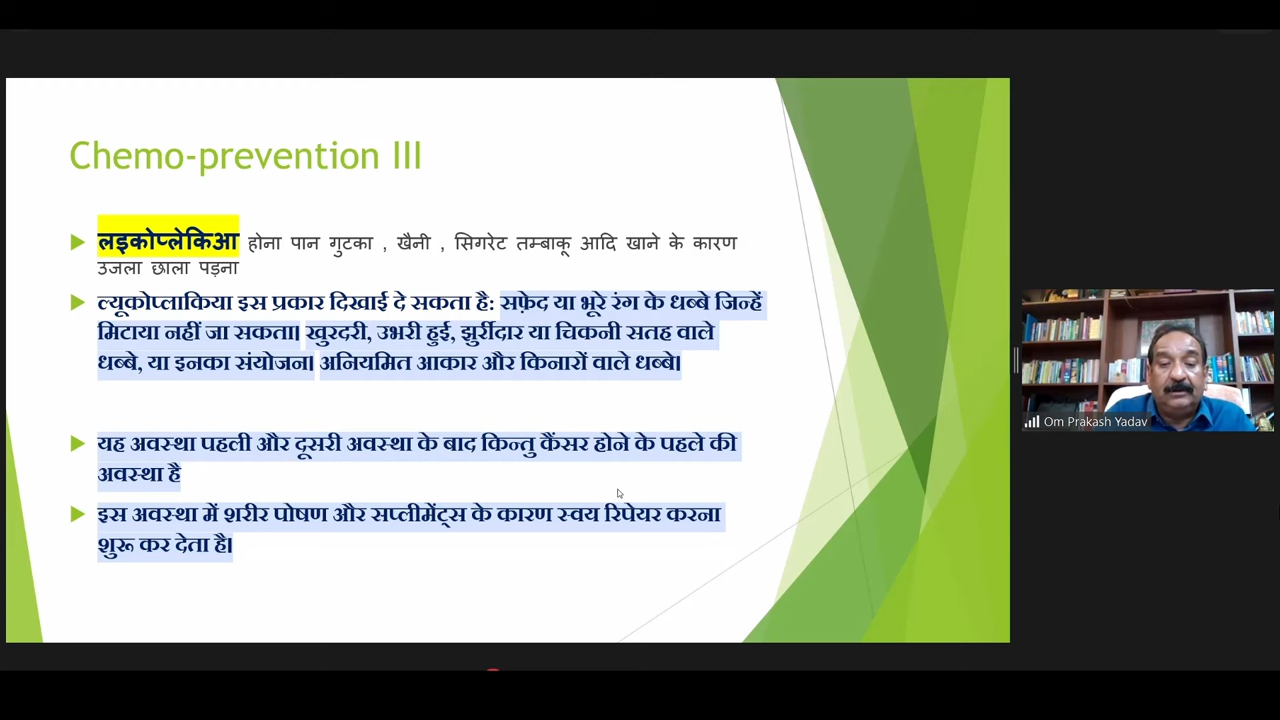 Chemo-prevention III
लइकोप्लेकिआ होना पान गुटका , खैनी , सिगरेट तम्बाकू आदि खाने के कारण
उजला छाला पड़ना
ल्यूकोप्लाकिया इस प्रकार दिखाई दे सकता है: सफ़ेद या भूरे रंग के धब्बे जिन्हें
मिटाया नहीं जा सकता। खुरदरी, उभरी हुई, झुर्रीदार या चिकनी सतह वाले
धब्बे, या इनका संयोजन। अनियमित आकार और किनारों वाले धब्बे।
यह अवस्था पहली और दूसरी अवस्था के बाद किन्तु कैंसर होने के पहले की
अवस्था है
इस अवस्था में शरीर पोषण और सप्लीमेंट्स के कारण स्वय रिपेयर करना
शुरू कर देता है।
Om Prakash Yadav